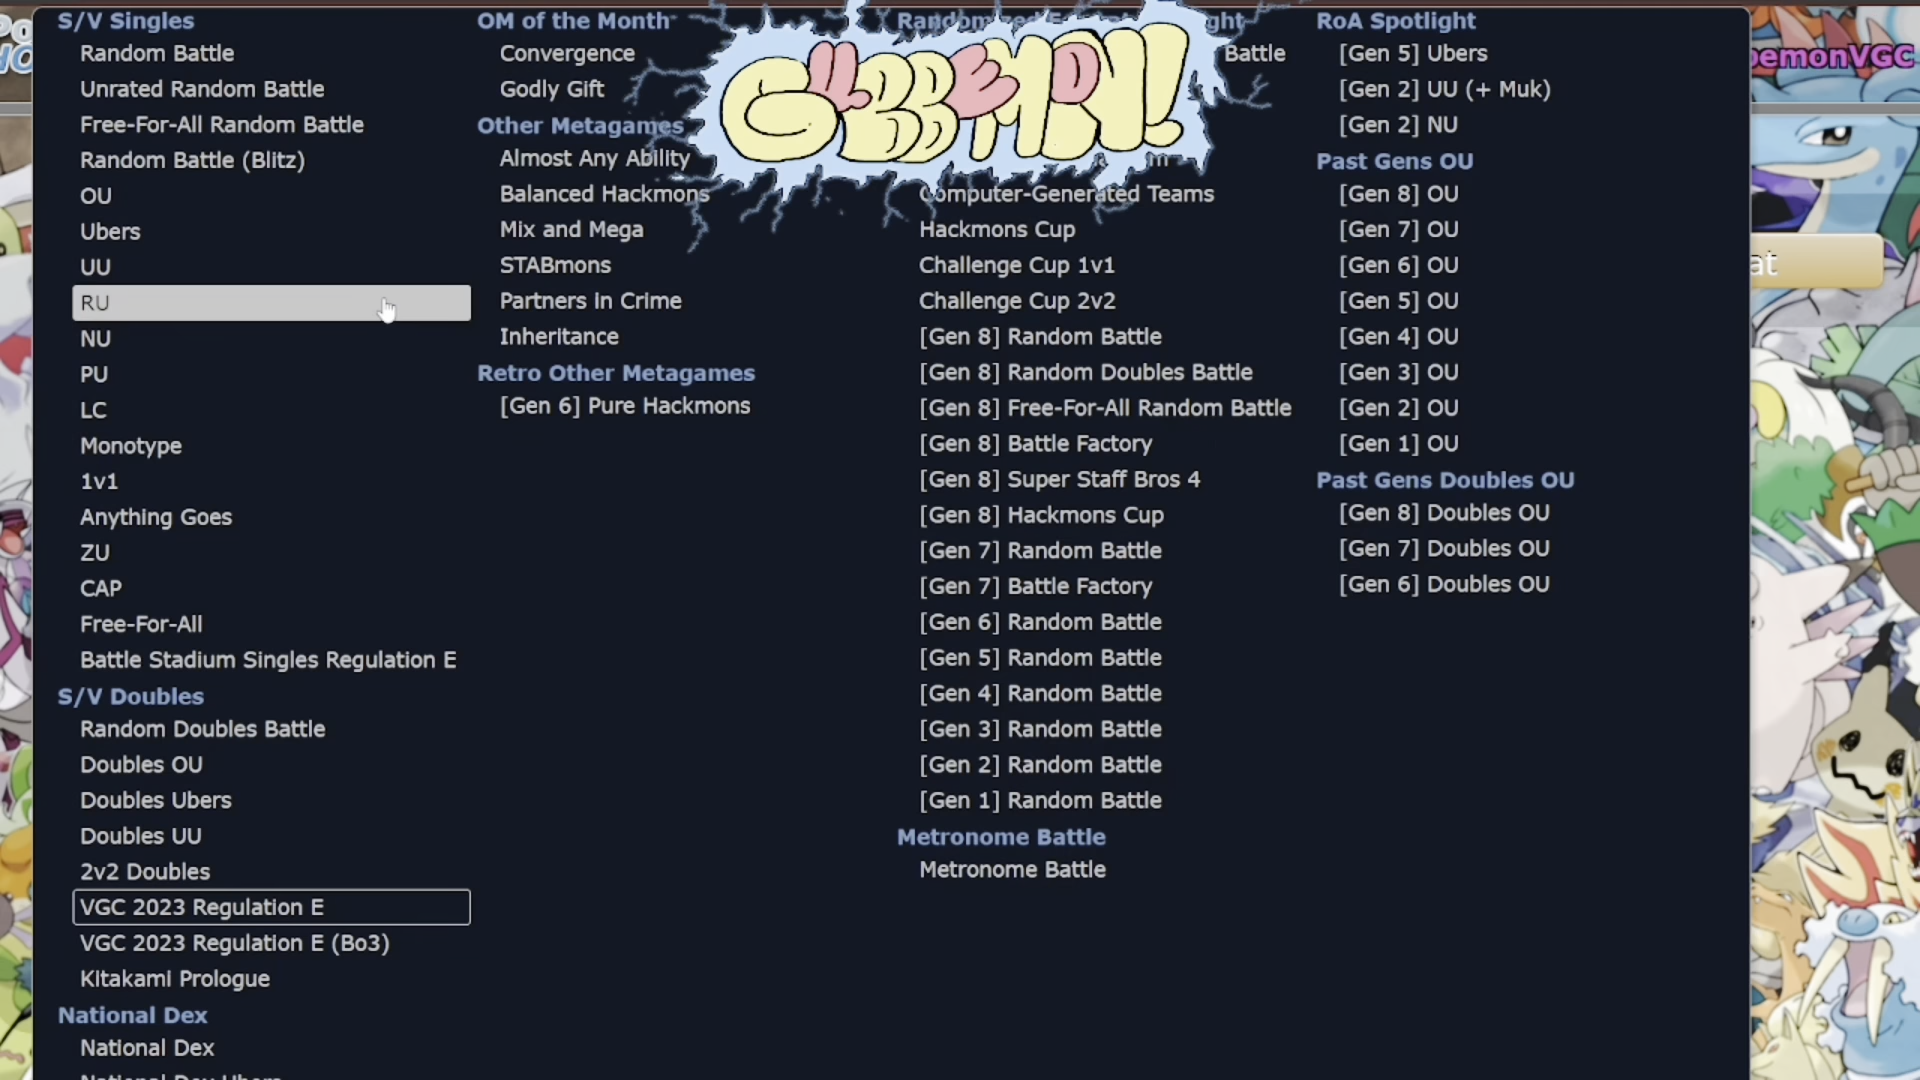 S/V Singles
Random Battle
Unrated Random Battle
Free-For-All Random Battle
Random Battle (Blitz)
OU
Ubers
UU
RU
NU
PU
LC
Monotype
1v1
Anything Goes
ZU
CAP
Free-For-All
Battle Stadium Singles Regulation E
S/V Doubles
Random Doubles Battle
Doubles OU
Doubles Ubers
Doubles UU
2v2 Doubles
VGC 2023 Regulation E
VGC 2023 Regulation E (Bo3)
Kitakami Prologue
National Dex
National Dex
National Dex Ubers
OM of the Month
Convergence
Godly Gift
Other Metagames
Almost Any Ability
Balanced Hackmons
Mix and Mega
STABmons
Partners in Crime
Inheritance
Retro Other Metagames
[Gen 6] Pure Hackmons
GUBBEMON!
Battle
Computer-Generated Teams
Hackmons Cup
Challenge Cup 1v1
Challenge Cup 2v2
[Gen 8] Random Battle
[Gen 8] Random Doubles Battle
[Gen 8] Free-For-All Random Battle
[Gen 8] Battle Factory
[Gen 8] Super Staff Bros 4
[Gen 8] Hackmons Cup
[Gen 7] Random Battle
[Gen 7] Battle Factory
[Gen 6] Random Battle
[Gen 5] Random Battle
[Gen 4] Random Battle
[Gen 3] Random Battle
[Gen 2] Random Battle
[Gen 1] Random Battle
Metronome Battle
Metronome Battle
RoA Spotlight
[Gen 5] Ubers
[Gen 2] UU (+ Muk)
[Gen 2] NU
Past Gens OU
[Gen 8] OU
[Gen 7] OU
[Gen 6] OU
[Gen 5] OU
[Gen 4] OU
[Gen 3] OU
[Gen 2] OU
[Gen 1] OU
Past Gens Doubles OU
[Gen 8] Doubles OU
[Gen 7] Doubles OU
[Gen 6] Doubles OU
emonVGC
at